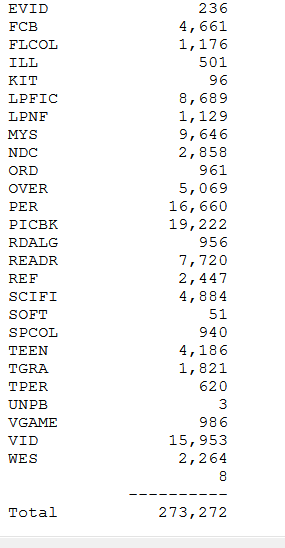 EVID 236
FCB 4,661
FLCOL 1,176
ILL 501
KIT 96
LPFIC 8,689
LPNF 1,129
MYS 9,646
NDC 2,858
ORD 961
OVER 5,069
PER 16,660
PICBK 19,222
RDALG 956
READR 7,720
REF 2,447
SCIFI 4,884
SOFT 51
SPCOL 940
TEEN 4,186
TGRA 1,821
TPER 620
UNPB 3
VGAME 986
VID 15,953
WES 2,264
8
----------
Total 273,272